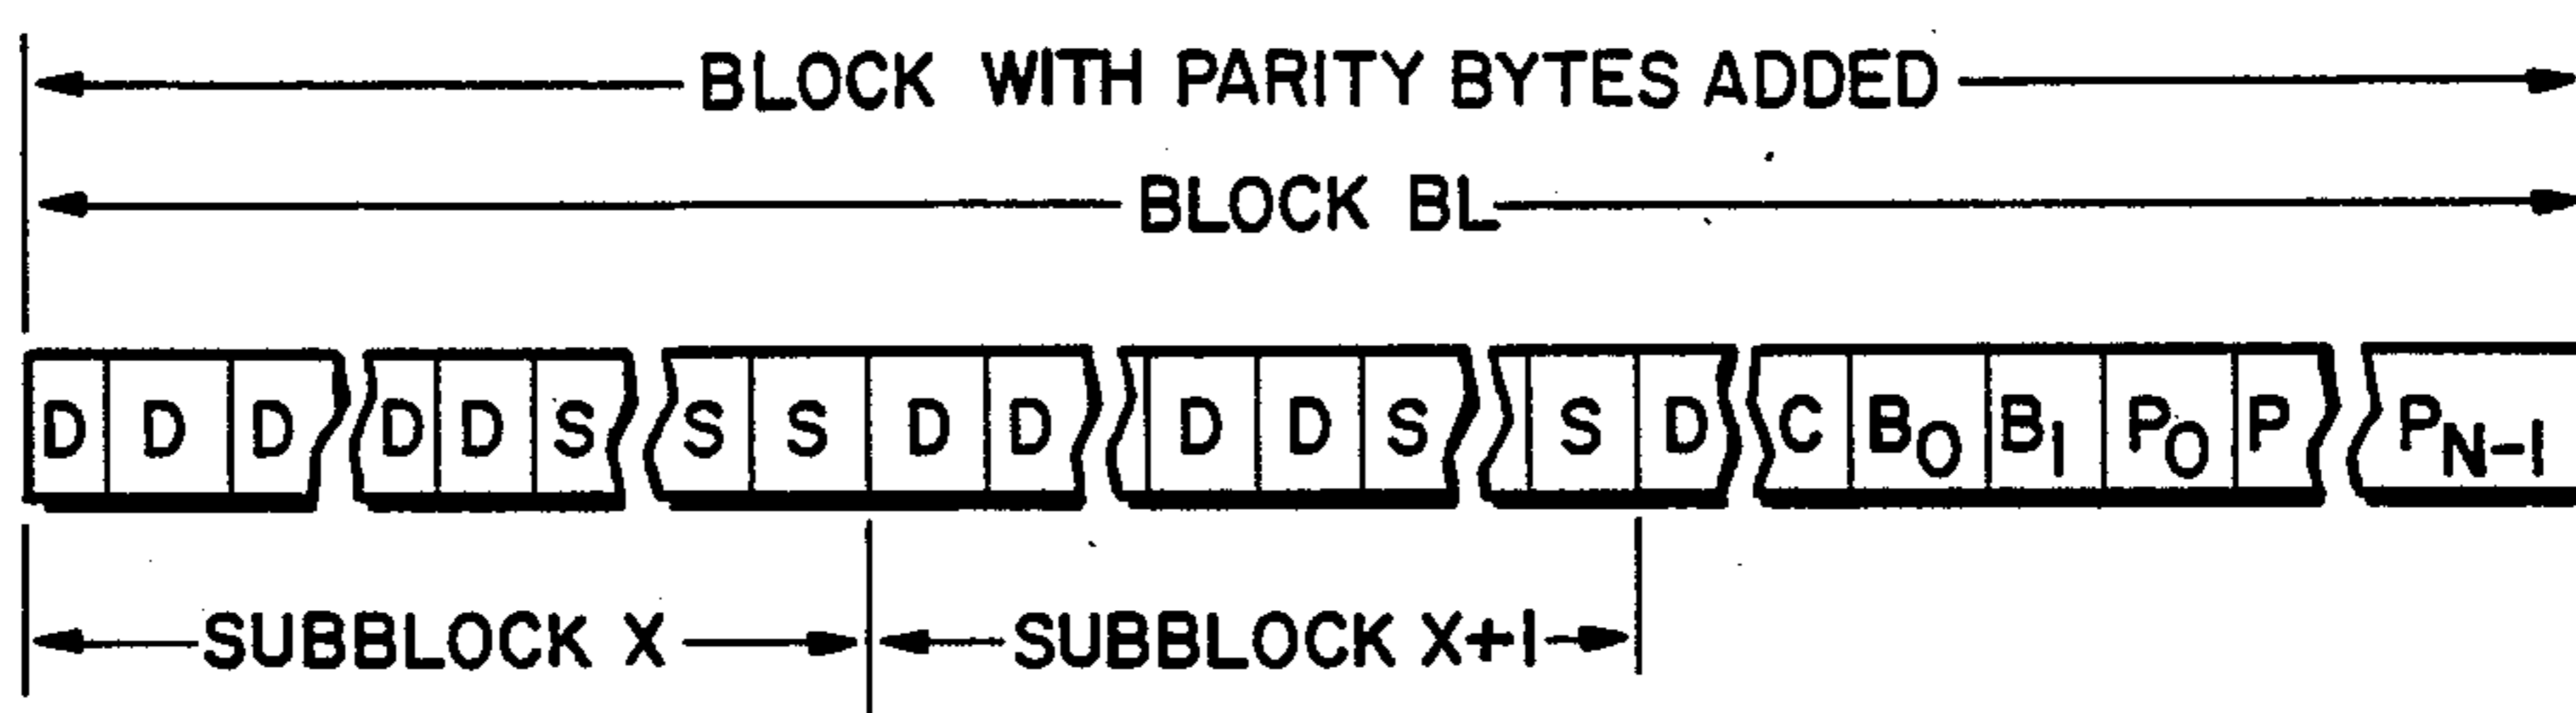 BLOCK WITH PARITY BYTES ADDED
BLOCK BL
D D D D D S S S D D D D S S D C B0 B1 P0 P PN-1
SUBBLOCK X SUBBLOCK X+1